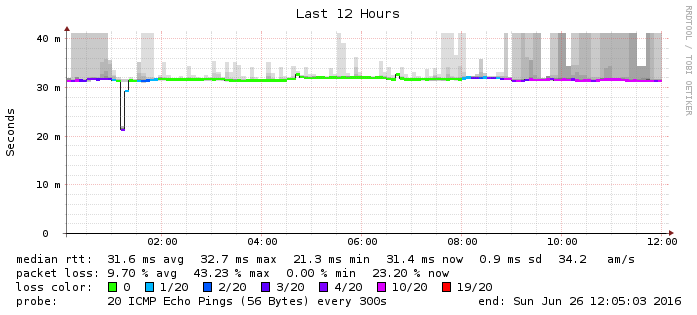 Last 12 Hours
RRDTOOL / TOBI OETIKER
Seconds
40 m
30 m
20 m
10 m
0
02:00 04:00 06:00 08:00 10:00 12:00
median rtt: 31.6 ms avg 32.7 ms max 21.3 ms min 31.4 ms now 0.9 ms sd 34.2 am/s
packet loss: 9.70 % avg 43.23 % max 0.00 % min 23.20 % now
loss color: 0 1/20 2/20 3/20 4/20 10/20 19/20
probe: 20 ICMP Echo Pings (56 Bytes) every 300s end: Sun Jun 26 12:05:03 2016